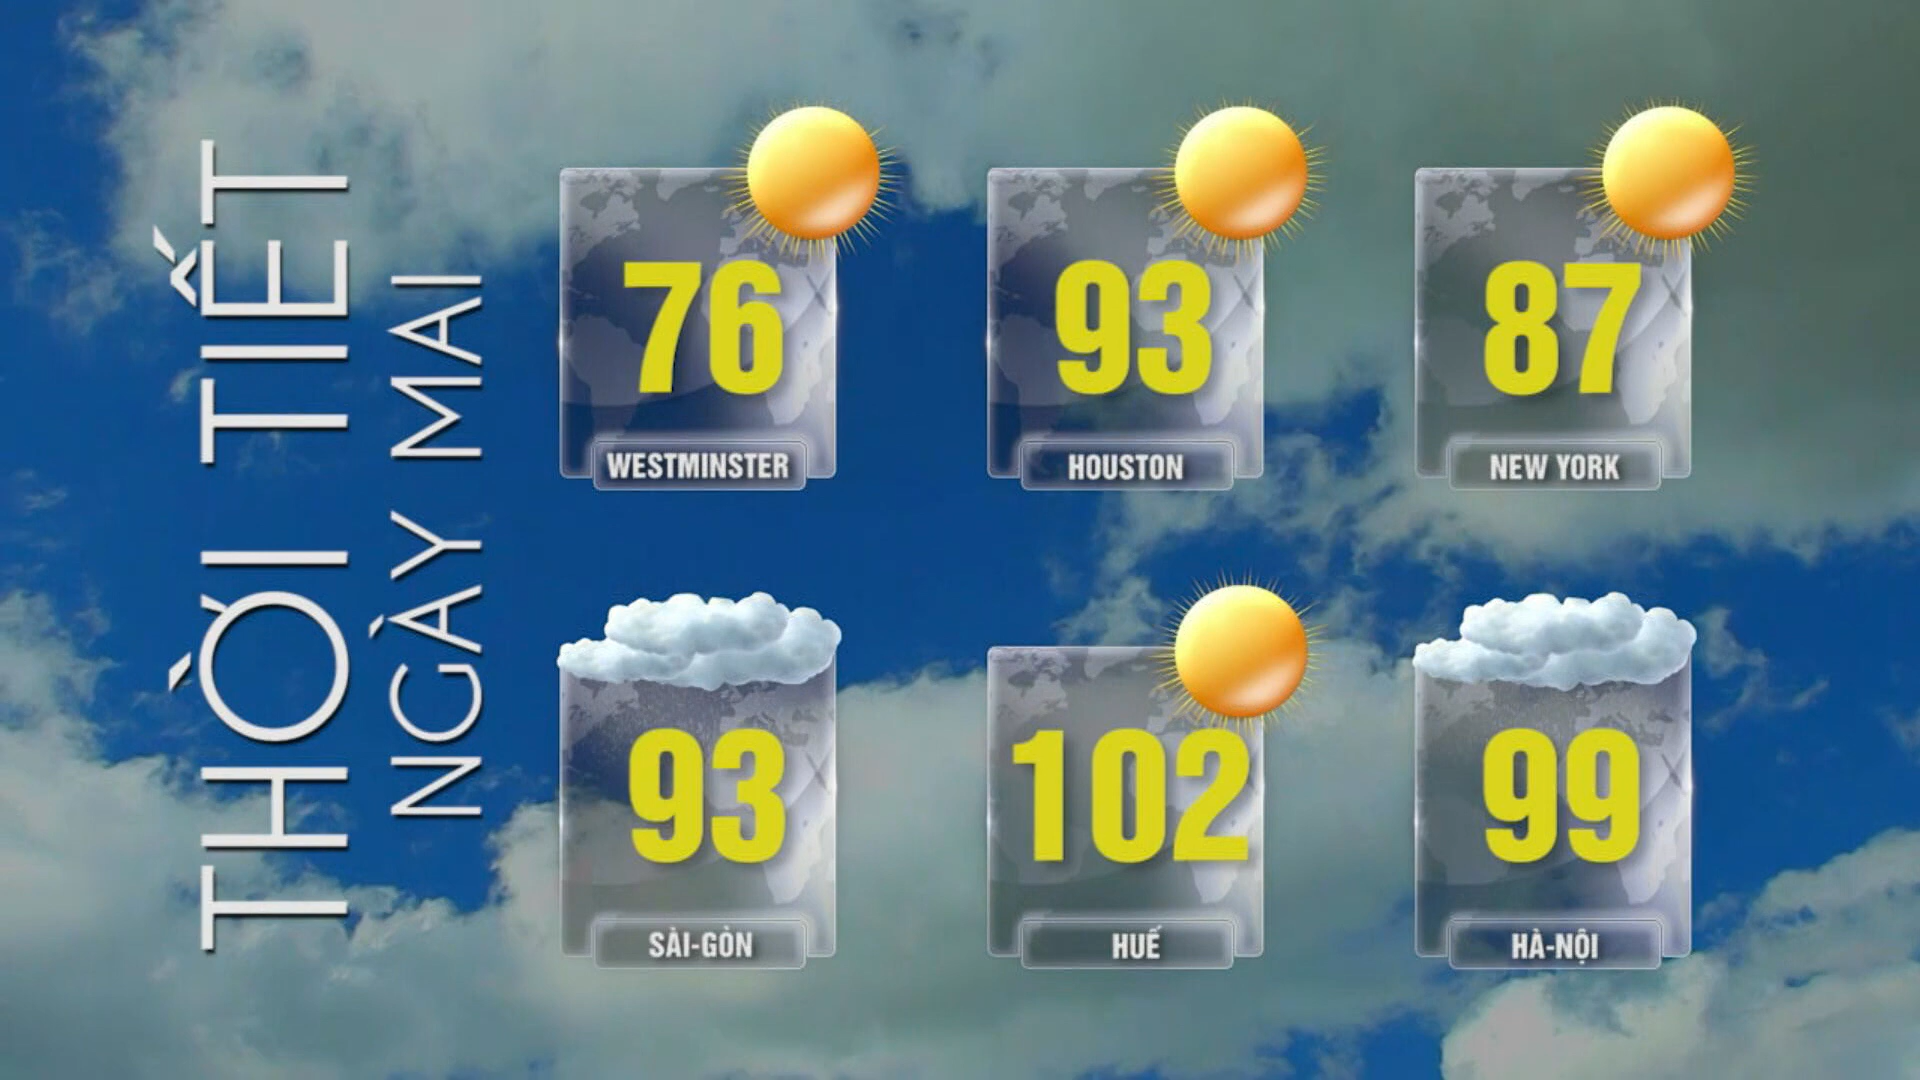 THỜI TIẾT
NGÀY MAI
76
WESTMINSTER
93
HOUSTON
87
NEW YORK
93
SÀI-GÒN
102
HUẾ
99
HÀ-NỘI